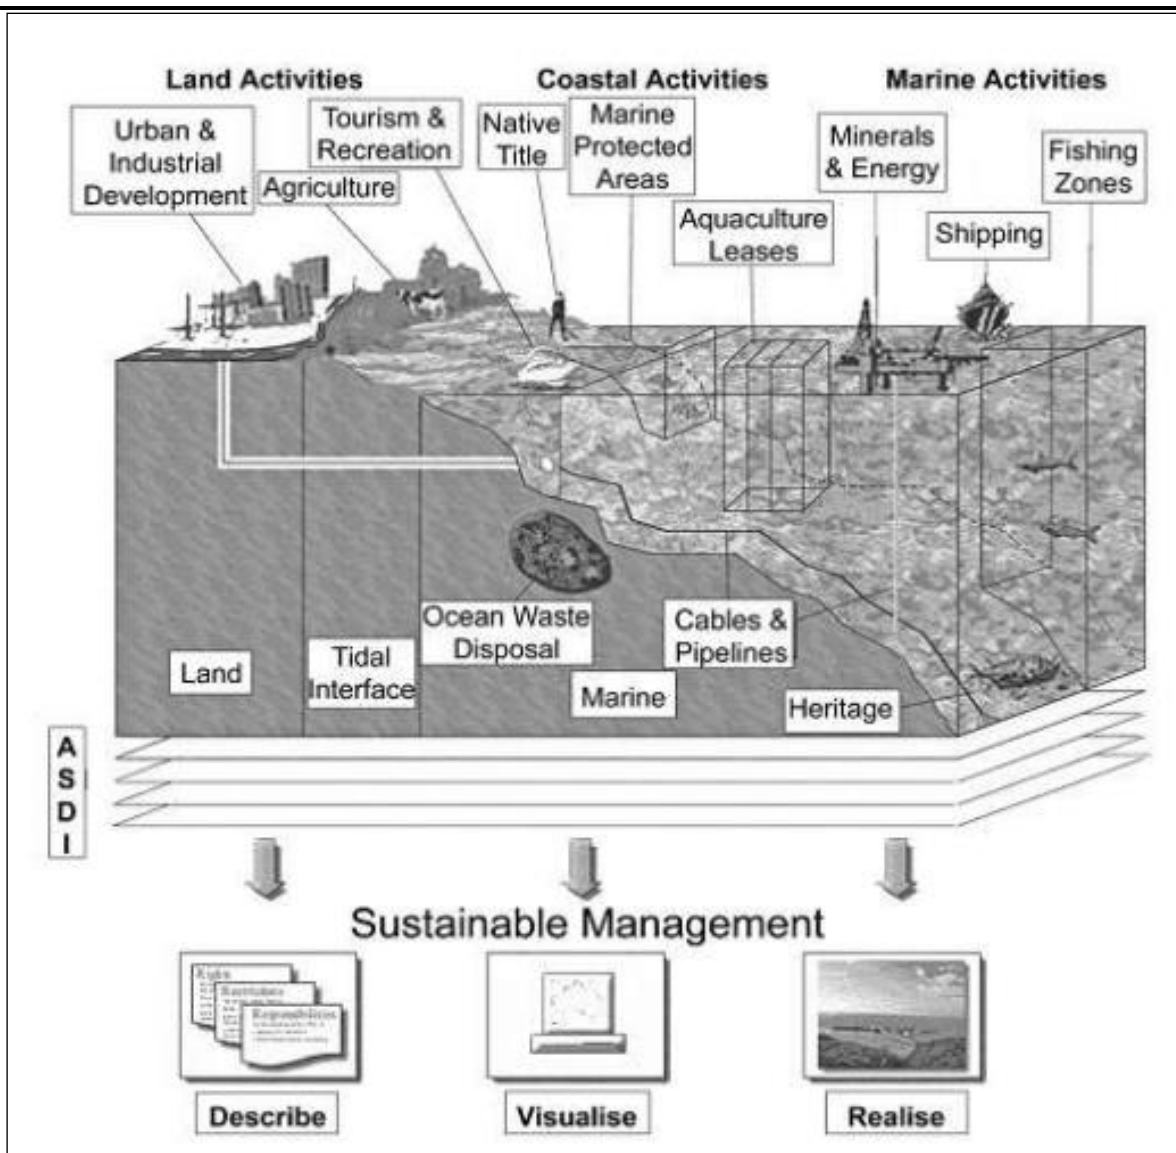 Land Activities
Coastal Activities
Marine Activities
Urban &
Industrial
Development
Agriculture
Tourism &
Recreation
Native
Title
Marine
Protected
Areas
Aquaculture
Leases
Minerals
& Energy
Shipping
Fishing
Zones
Ocean Waste
Disposal
Cables &
Pipelines
Land
Tidal
Interface
Marine
Heritage
A
S
D
I
Sustainable Management
Rights
Restrictions
Responsibilities
Describe
Visualise
Realise